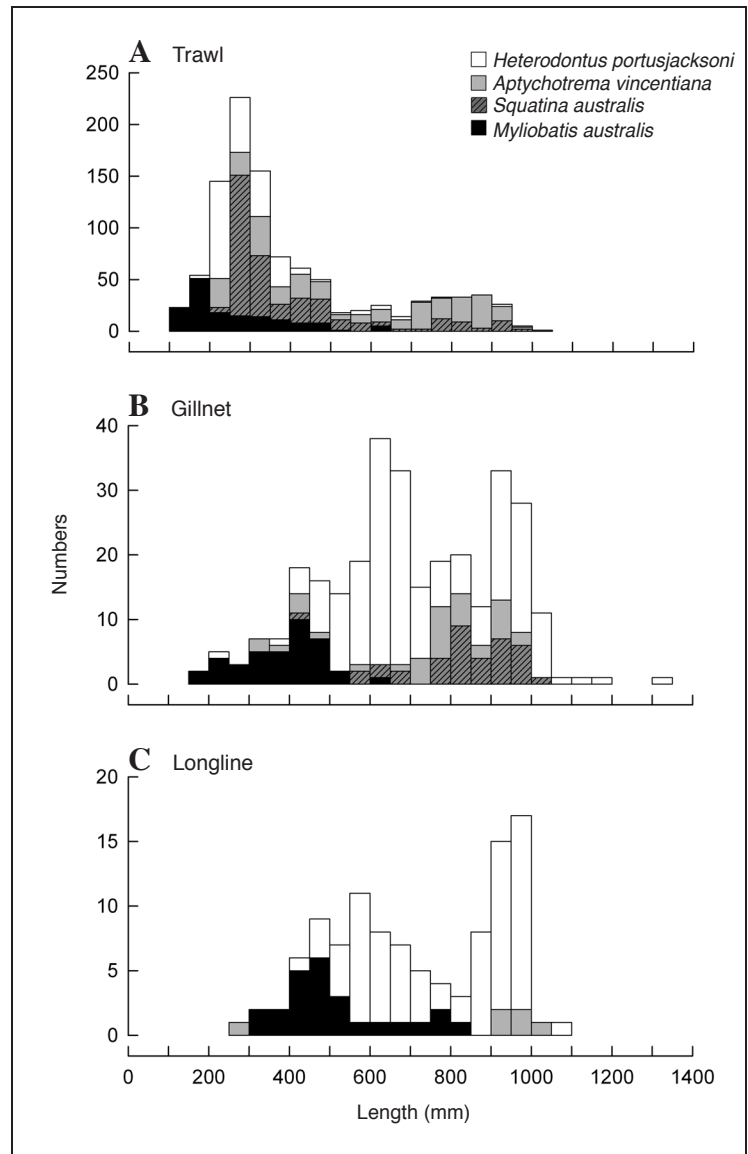 A Trawl
Heterodontus portusjacksoni
Aptychotrema vincentiana
Squatina australis
Myliobatis australis
250
200
150
100
50
0
B Gillnet
40
30
20
10
0
Numbers
C Longline
20
15
10
5
0
0 200 400 600 800 1000 1200 1400
Length (mm)